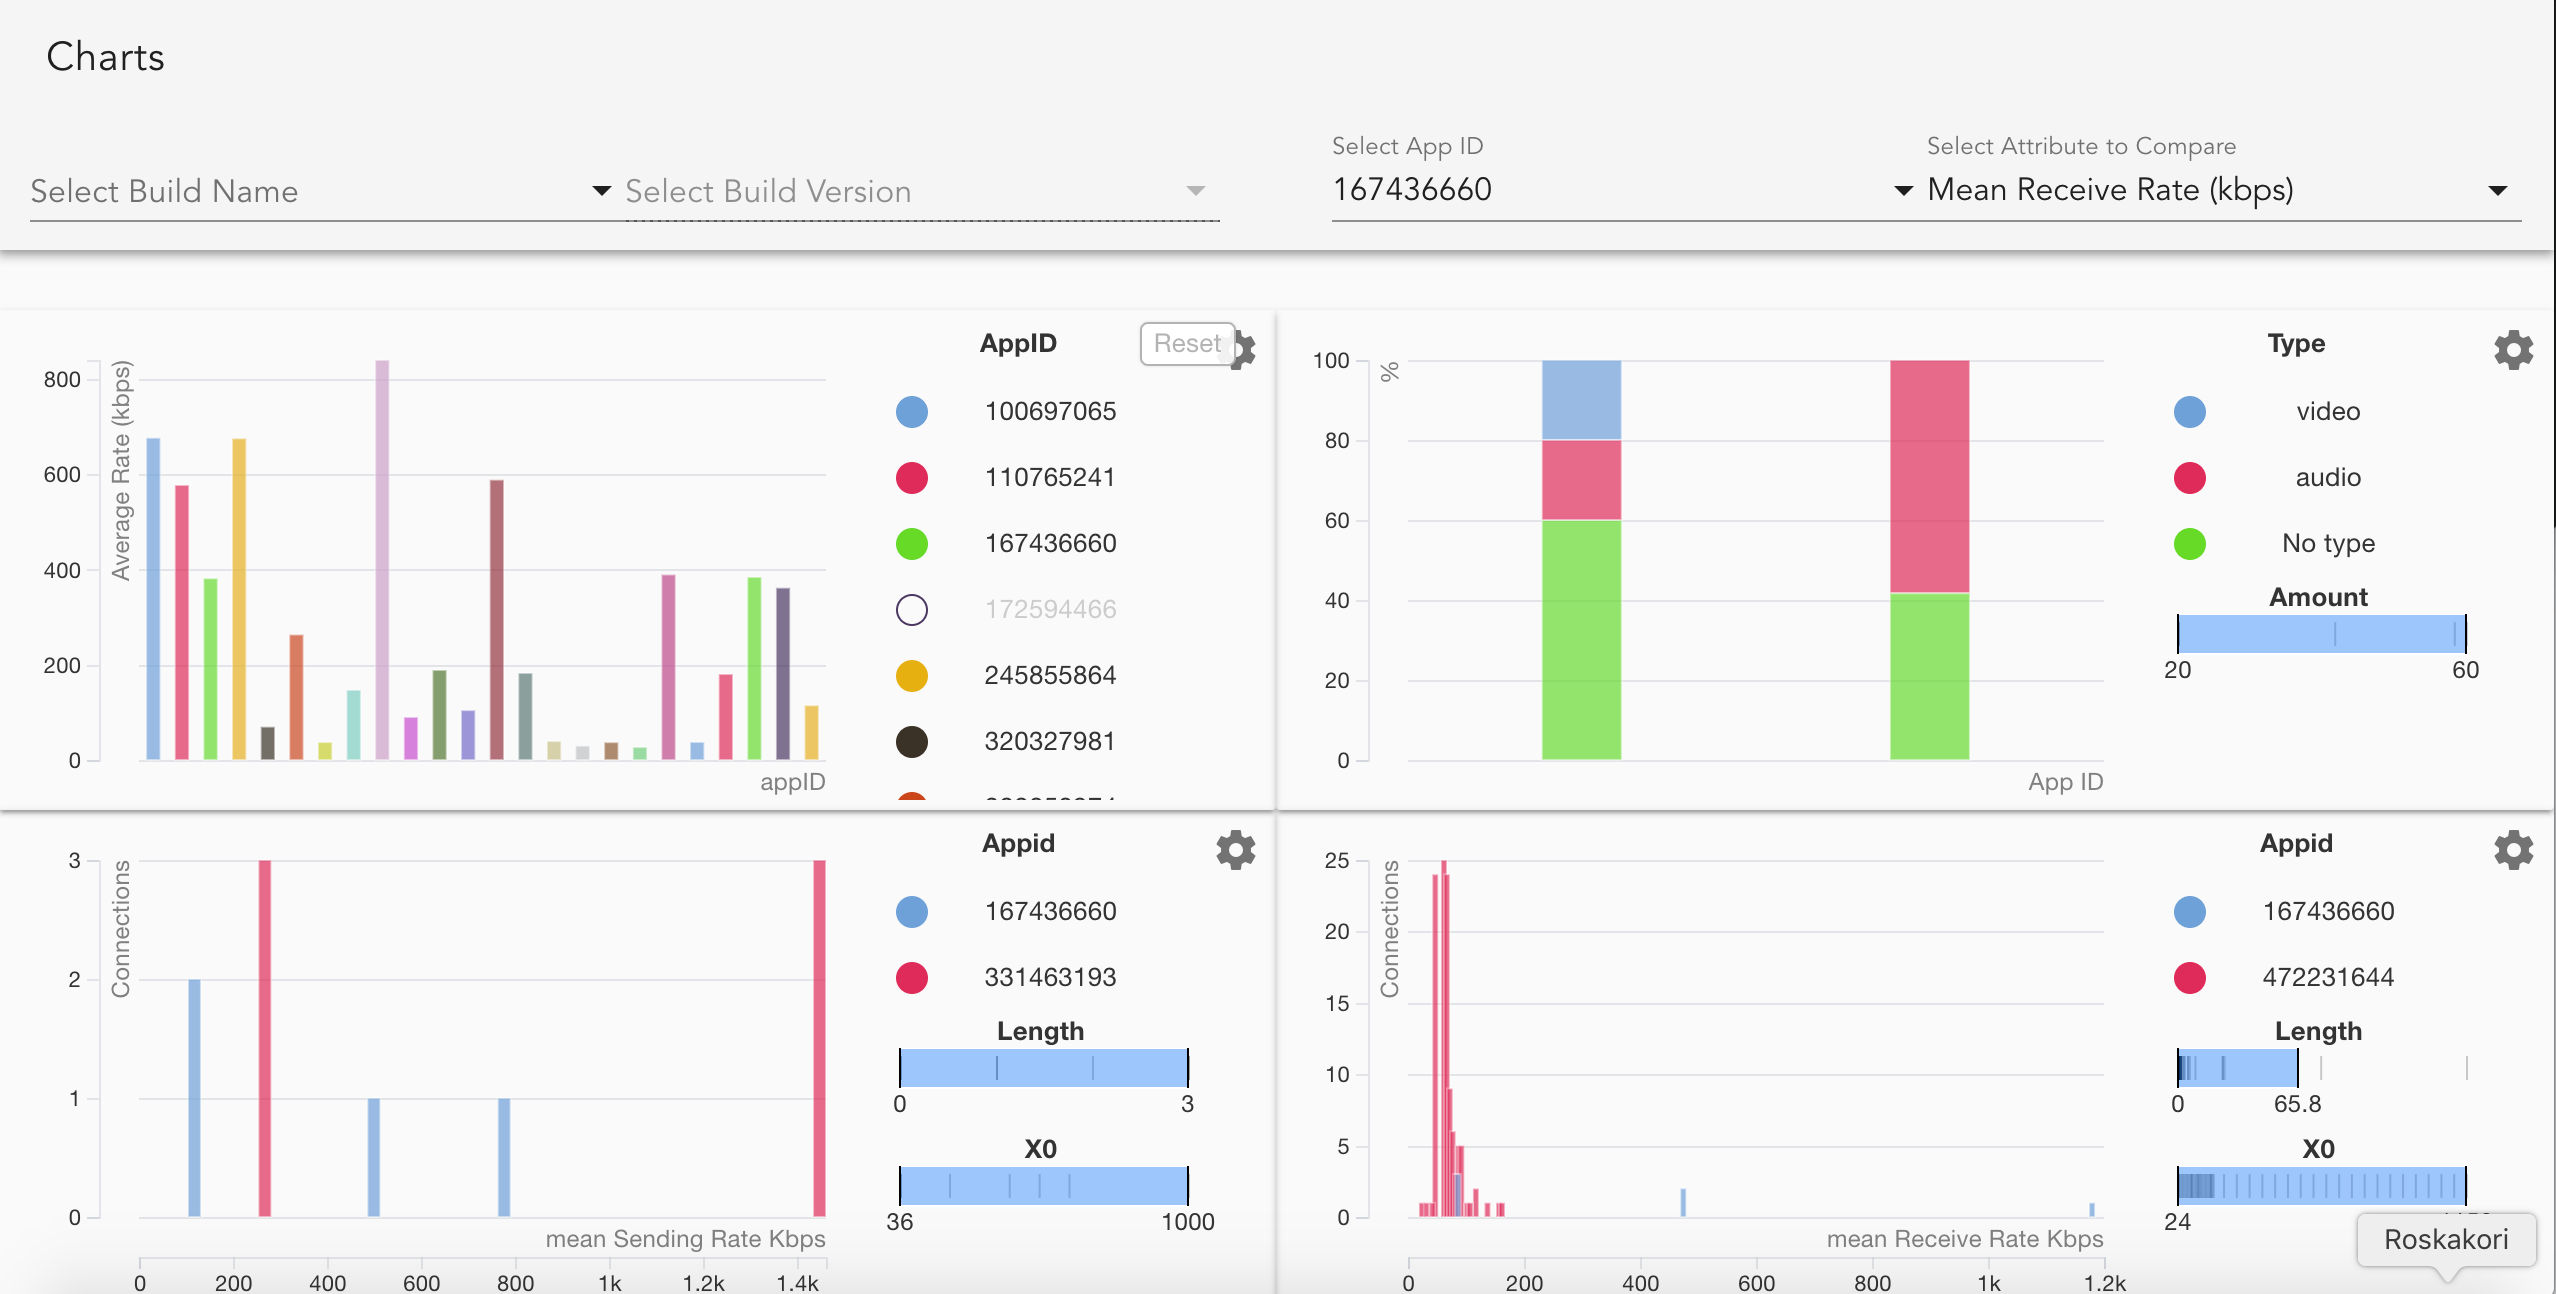 Charts
Select Build Name
Select Build Version
Select App ID
167436660
Select Attribute to Compare
Mean Receive Rate (kbps)
800
600
400
200
0
Average Rate (kbps)
appID
AppID
Reset
100697065
110765241
167436660
172594466
245855864
320327981
100
80
60
40
20
0
%
App ID
Type
video
audio
No type
Amount
20
60
3
2
1
0
Connections
mean Sending Rate Kbps
0
200
400
600
800
1k
1.2k
1.4k
Appid
167436660
331463193
Length
0
3
X0
36
1000
25
20
15
10
5
0
Connections
mean Receive Rate Kbps
0
200
400
600
800
1k
1.2k
Appid
167436660
472231644
Length
0
65.8
X0
24
Roskakori